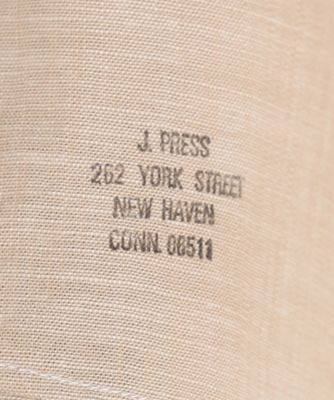 J. PRESS
262 YORK STREET
NEW HAVEN
CONN. 06511